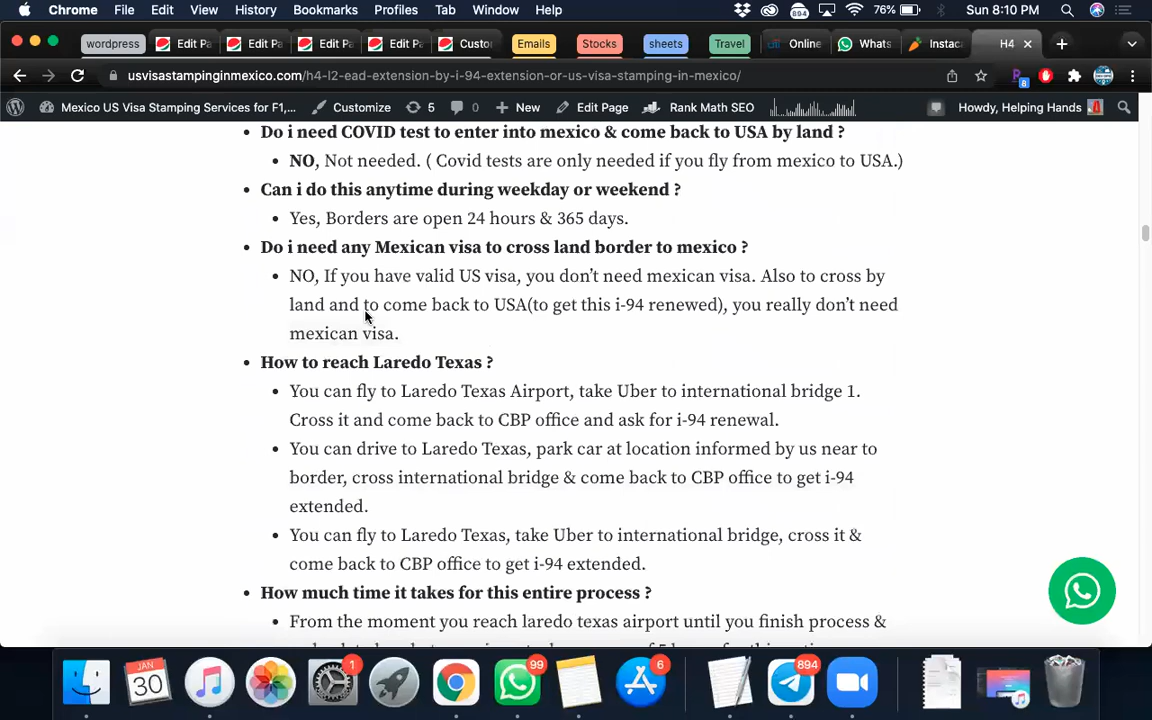 Chrome File Edit View History Bookmarks Profiles Tab Window Help 894 76% Sun 8:10 PM
wordpress Edit Pa Edit Pa Edit Pa Edit Pa Custo Emails Stocks sheets Travel Online Whats Instac H4
usvisastampinginmexico.com/h4-l2-ead-extension-by-i-94-extension-or-us-visa-stamping-in-mexico/ 8
Mexico US Visa Stamping Services for F1,... Customize 5 0 New Edit Page Rank Math SEO Howdy, Helping Hands
Do i need COVID test to enter into mexico & come back to USA by land ?
NO, Not needed. ( Covid tests are only needed if you fly from mexico to USA.)
Can i do this anytime during weekday or weekend ?
Yes, Borders are open 24 hours & 365 days.
Do i need any Mexican visa to cross land border to mexico ?
NO, If you have valid US visa, you don't need mexican visa. Also to cross by
land and to come back to USA(to get this i-94 renewed), you really don't need
mexican visa.
How to reach Laredo Texas ?
You can fly to Laredo Texas Airport, take Uber to international bridge 1.
Cross it and come back to CBP office and ask for i-94 renewal.
You can drive to Laredo Texas, park car at location informed by us near to
border, cross international bridge & come back to CBP office to get i-94
extended.
You can fly to Laredo Texas, take Uber to international bridge, cross it &
come back to CBP office to get i-94 extended.
How much time it takes for this entire process ?
From the moment you reach laredo texas airport until you finish process &
JAN 30 1 99 6 894